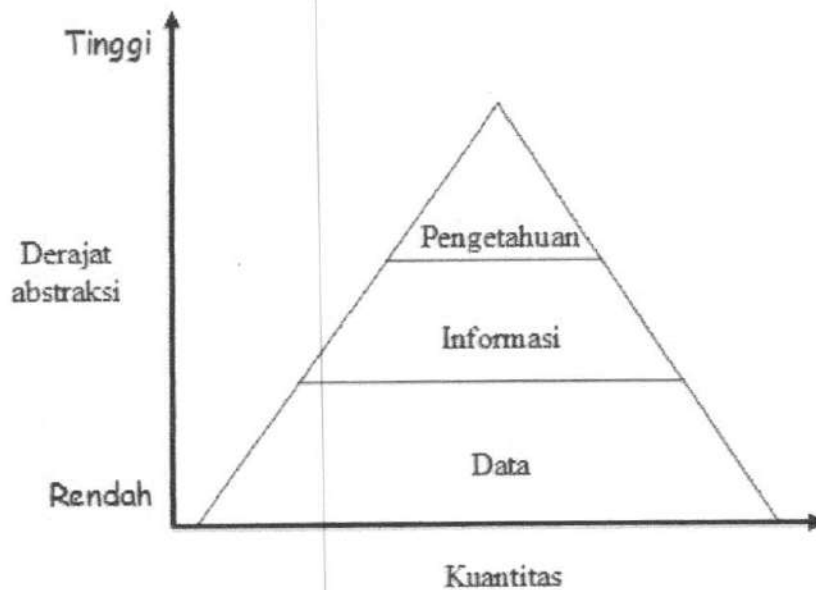 Tinggi
Pengetahuan
Derajat
abstraksi
Informasi
Data
Rendah
Kuantitas